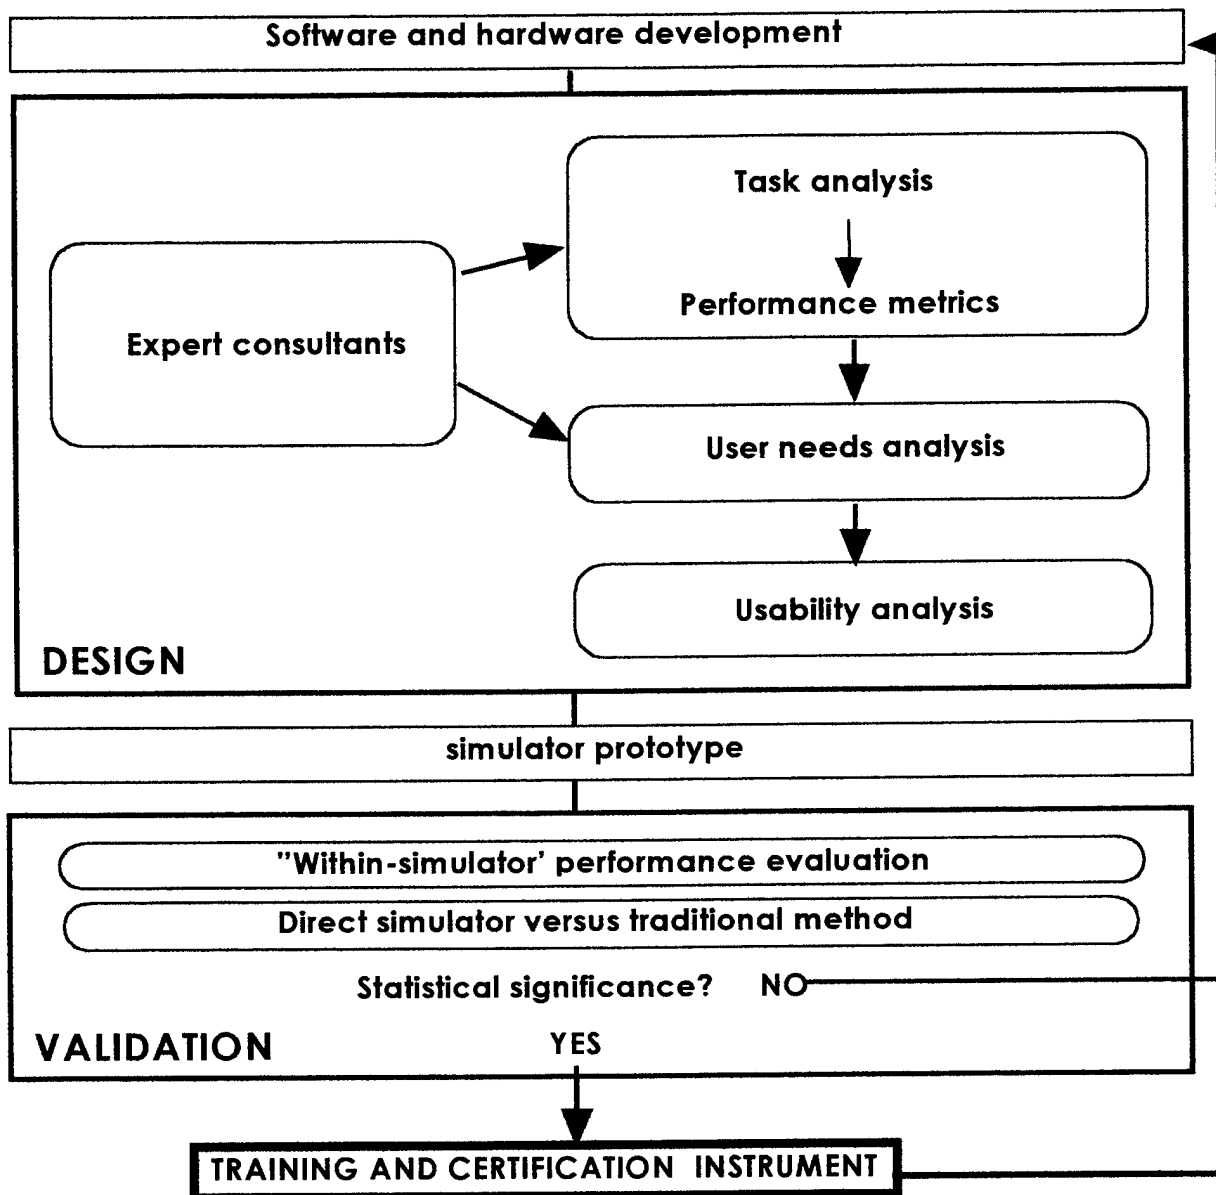 Software and hardware development
Task analysis
Performance metrics
Expert consultants
User needs analysis
Usability analysis
DESIGN
simulator prototype
"Within-simulator' performance evaluation
Direct simulator versus traditional method
Statistical significance? NO
VALIDATION YES
TRAINING AND CERTIFICATION INSTRUMENT